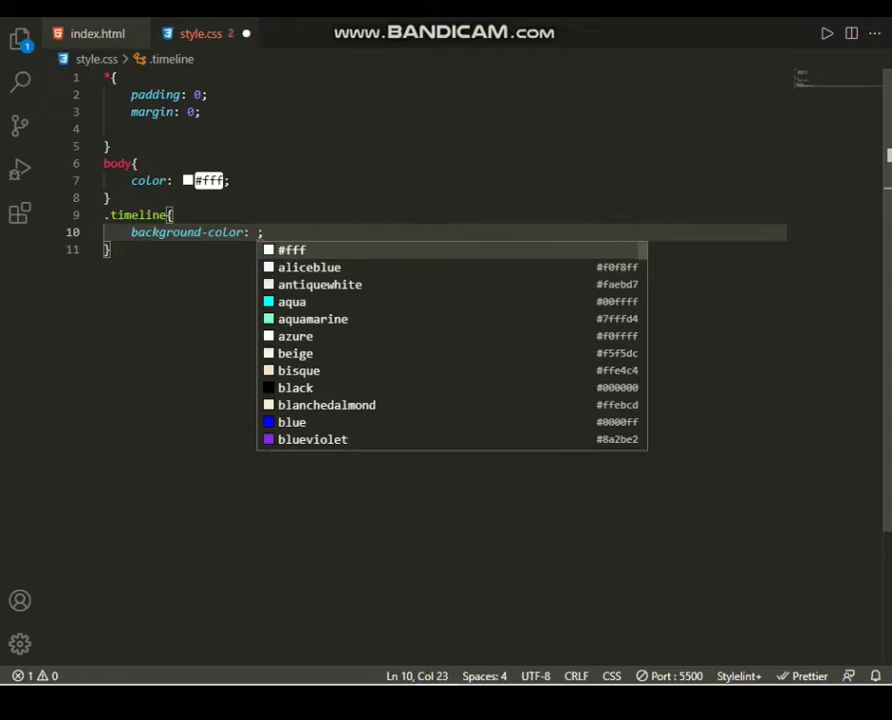 index.html
style.css 2
www.BANDICAM.com
style.css > .timeline
1 *{
2 padding: 0;
3 margin: 0;
4
5 }
6 body{
7 color: #fff;
8 }
9 .timeline{
10 background-color: ;
11 }
#fff
aliceblue #f0f8ff
antiquewhite #faebd7
aqua #00ffff
aquamarine #7fffd4
azure #f0ffff
beige #f5f5dc
bisque #ffe4c4
black #000000
blanchedalmond #ffebcd
blue #0000ff
blueviolet #8a2be2
1
1 0 Ln 10, Col 23 Spaces: 4 UTF-8 CRLF CSS Port : 5500 Stylelint+ Prettier